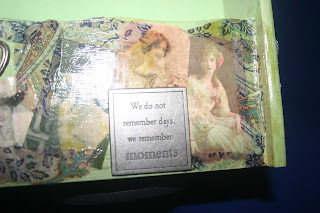 We do not
remember days,
we remember
moments